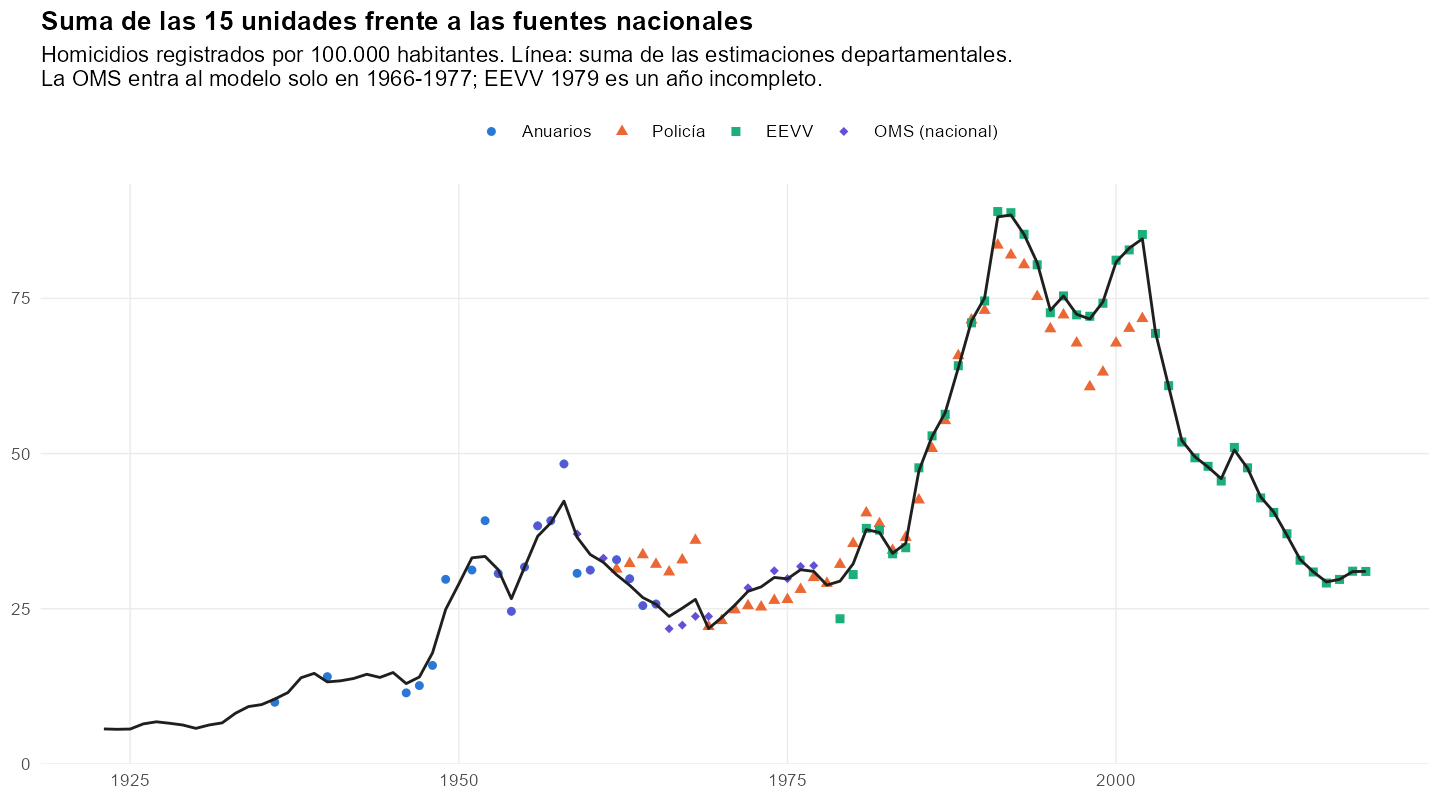 Suma de las 15 unidades frente a las fuentes nacionales
Homicidios registrados por 100.000 habitantes. Línea: suma de las estimaciones departamentales.
La OMS entra al modelo solo en 1966-1977; EEVV 1979 es un año incompleto.
Anuarios Policía EEVV OMS (nacional)
75
50
25
0
1925 1950 1975 2000